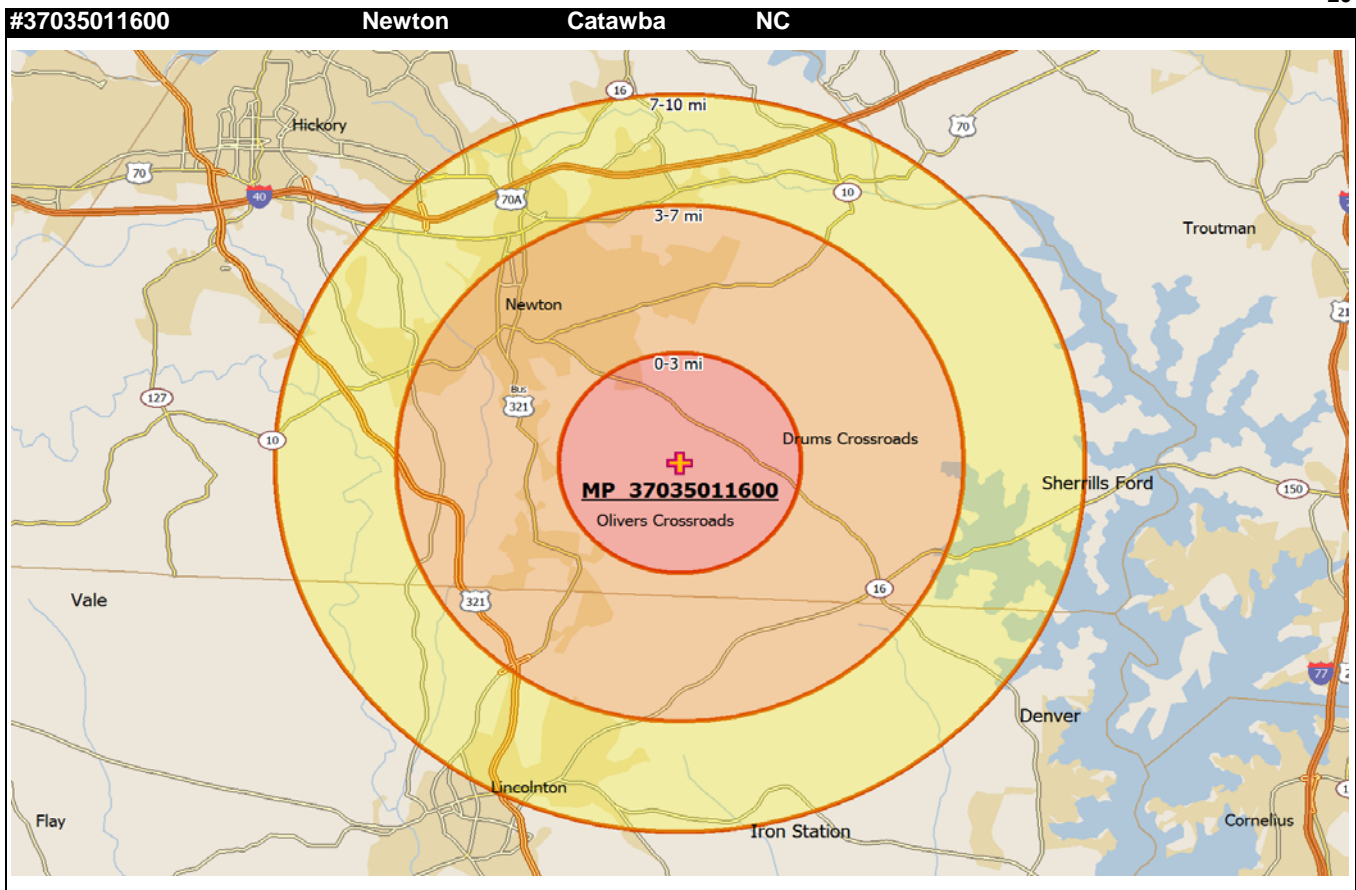 #37035011600 Newton Catawba NC
16
7-10 mi
Hickory
70
70
40
70A
10
3-7 mi
Troutman
Newton
21
0-3 mi
127
Bus
321
10
Drums Crossroads
Sherrills Ford
MP 37035011600
150
Olivers Crossroads
16
Vale
321
77
Denver
Lincolnton
Flay
Iron Station
Cornelius